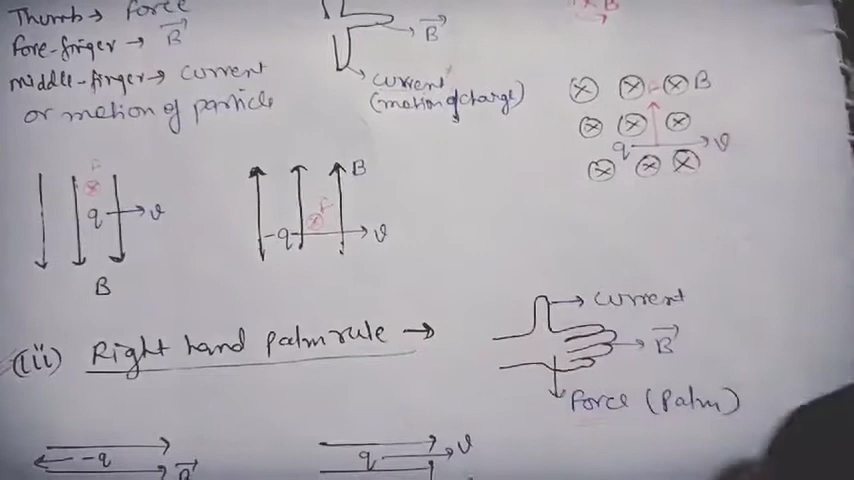 Thumb → Force
Fore-finger → B
middle-finger → current
or motion of particle
B
current
(motion of charge)
× B
B
F
q
v
F
q
v
B
B
F
-q
v
(ii) Right hand palm rule →
current
B
Force (Palm)
-q
B
q
v